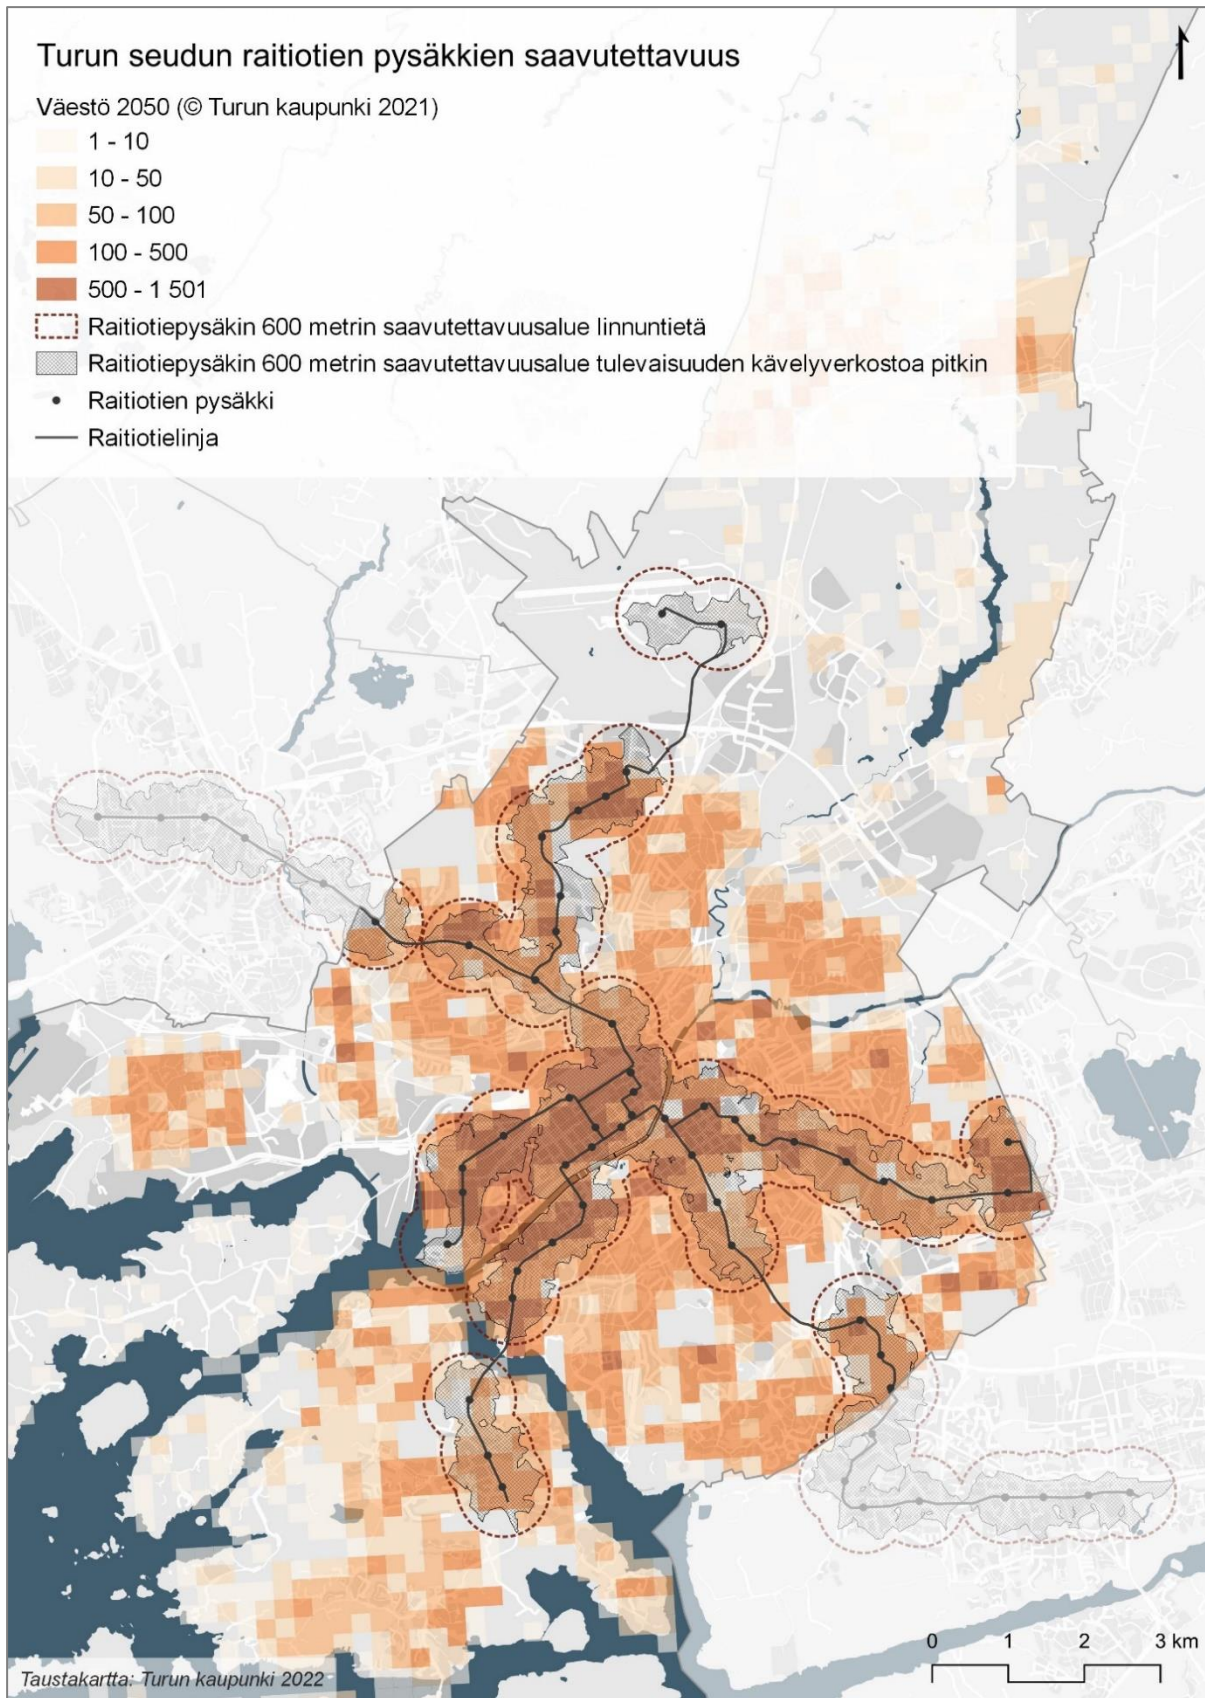 Turun seudun raitiotien pysäkkien saavutettavuus
Väestö 2050 (© Turun kaupunki 2021)
1 - 10
10 - 50
50 - 100
100 - 500
500 - 1 501
Raitiotiepysäkin 600 metrin saavutettavuusalue linnuntietä
Raitiotiepysäkin 600 metrin saavutettavuusalue tulevaisuuden kävelyverkostoa pitkin
Raitiotien pysäkki
Raitiotielinja
0 1 2 3 km
Taustakartta: Turun kaupunki 2022